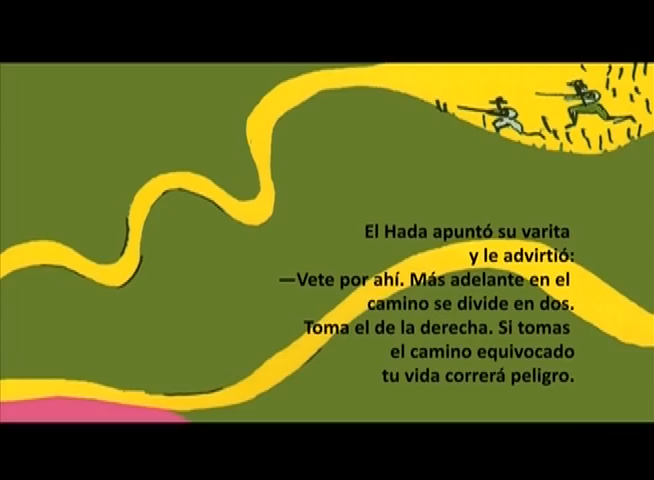 El Hada apuntó su varita
y le advirtió:
—Vete por ahí. Más adelante en el
camino se divide en dos.
Toma el de la derecha. Si tomas
el camino equivocado
tu vida correrá peligro.